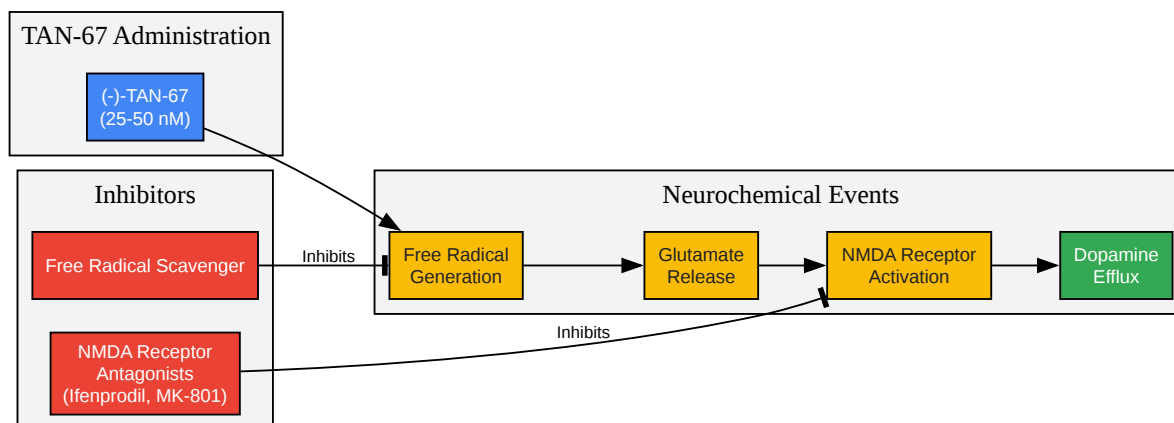 TAN-67 Administration
(-)-TAN-67
(25-50 nM)
Inhibitors
Free Radical Scavenger
Inhibits
NMDA Receptor
Antagonists
(Ifenprodil, MK-801)
Inhibits
Neurochemical Events
Free Radical
Generation
Glutamate
Release
NMDA Receptor
Activation
Dopamine
Efflux